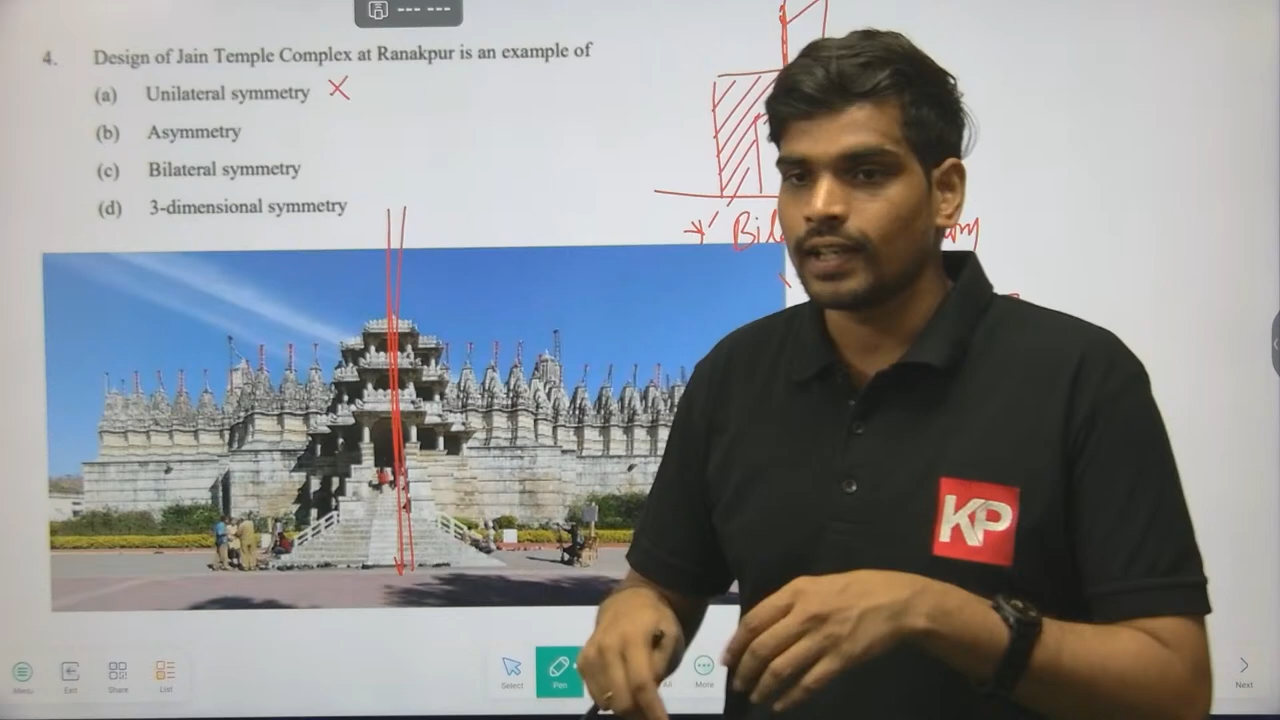 4. Design of Jain Temple Complex at Ranakpur is an example of
(a) Unilateral symmetry
(b) Asymmetry
(c) Bilateral symmetry
(d) 3-dimensional symmetry
KP
Menu Exit Share List Select Pen All More Next